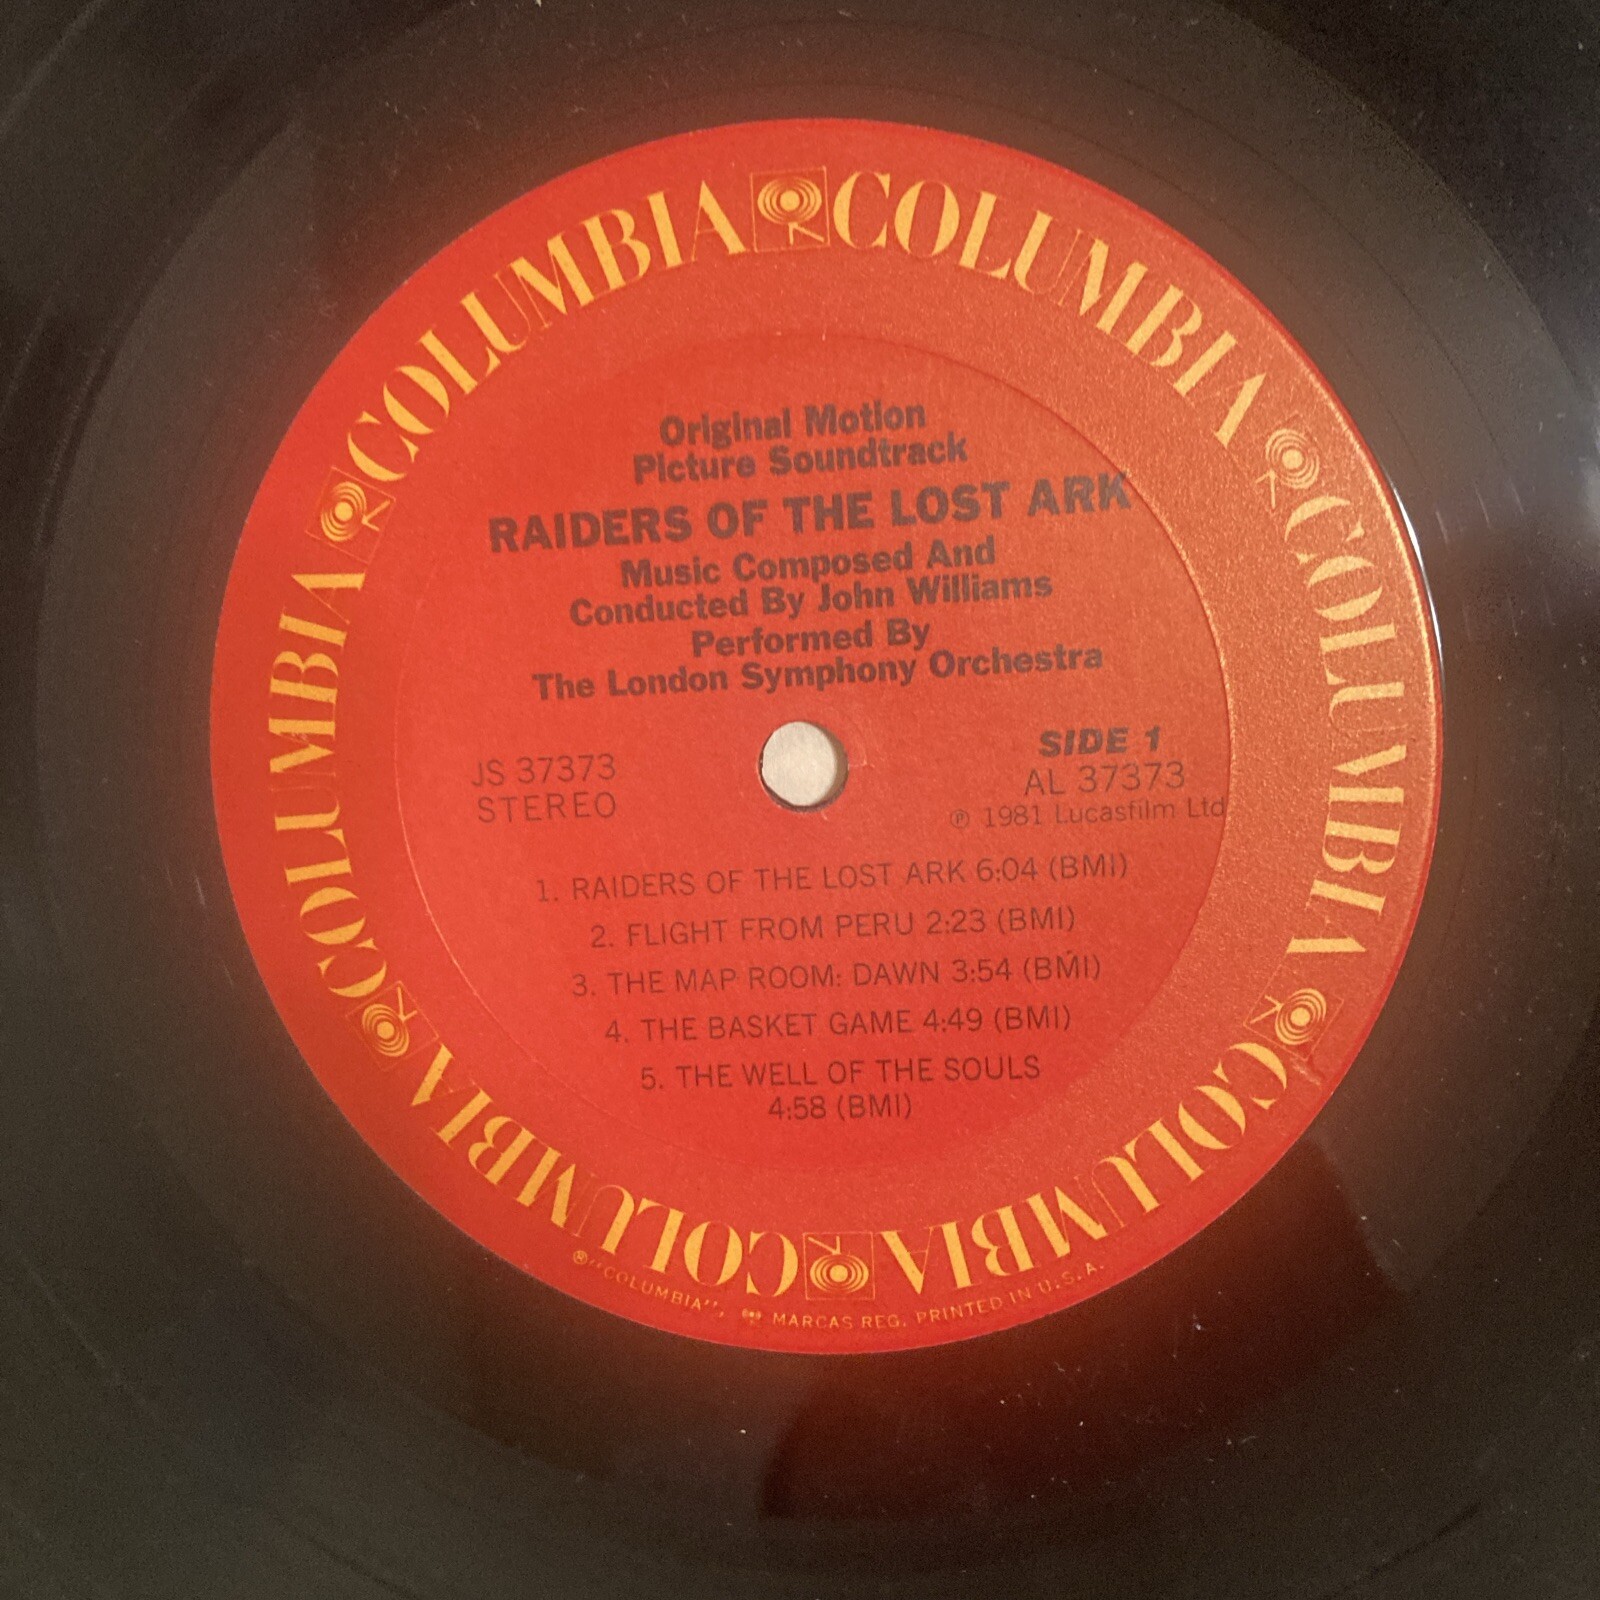 COLUMBIA COLUMBIA COLUMBIA COLUMBIA COLUMBIA COLUMBIA
Original Motion
Picture Soundtrack
RAIDERS OF THE LOST ARK
Music Composed And
Conducted By John Williams
Performed By
The London Symphony Orchestra
JS 37373
STEREO
SIDE 1
AL 37373
℗ 1981 Lucasfilm Ltd
1. RAIDERS OF THE LOST ARK 6:04 (BMI)
2. FLIGHT FROM PERU 2:23 (BMI)
3. THE MAP ROOM: DAWN 3:54 (BMI)
4. THE BASKET GAME 4:49 (BMI)
5. THE WELL OF THE SOULS
4:58 (BMI)
® "COLUMBIA", MARCAS REG. PRINTED IN U.S.A.